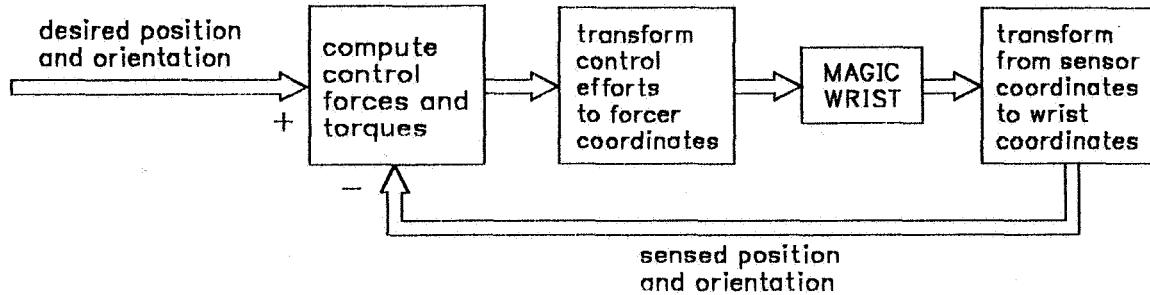 desired position
and orientation
+
compute
control
forces and
torques
−
transform
control
efforts
to forcer
coordinates
MAGIC
WRIST
transform
from sensor
coordinates
to wrist
coordinates
sensed position
and orientation